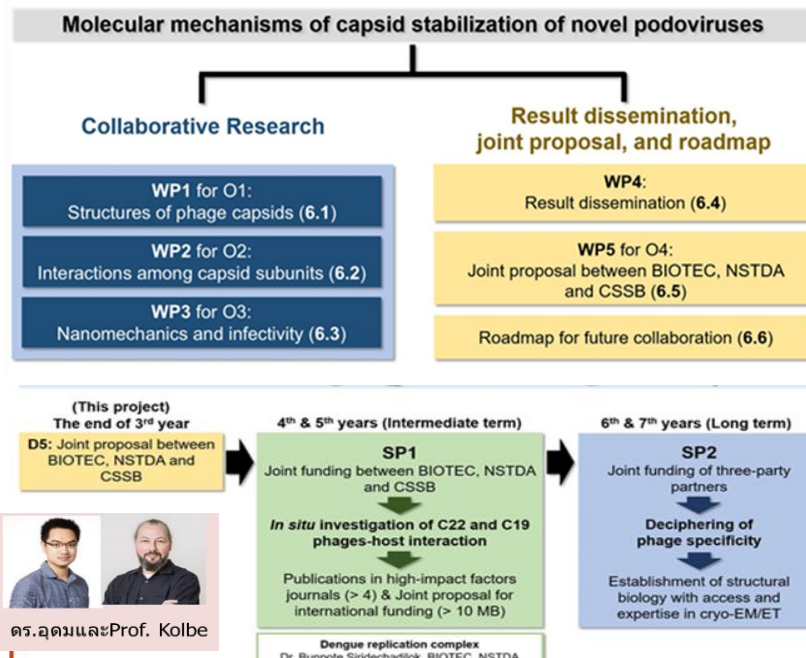 Molecular mechanisms of capsid stabilization of novel podoviruses
Collaborative Research
WP1 for O1:
Structures of phage capsids (6.1)
WP2 for O2:
Interactions among capsid subunits (6.2)
WP3 for O3:
Nanomechanics and infectivity (6.3)
Result dissemination,
joint proposal, and roadmap
WP4:
Result dissemination (6.4)
WP5 for O4:
Joint proposal between BIOTEC, NSTDA
and CSSB (6.5)
Roadmap for future collaboration (6.6)
(This project)
The end of 3rd year
D5: Joint proposal between
BIOTEC, NSTDA and
CSSB
4th & 5th years (Intermediate term)
SP1
Joint funding between BIOTEC, NSTDA
and CSSB
In situ investigation of C22 and C19
phages-host interaction
Publications in high-impact factors
journals (> 4) & Joint proposal for
international funding (> 10 MB)
6th & 7th years (Long term)
SP2
Joint funding of three-party
partners
Deciphering of
phage specificity
Establishment of structural
biology with access and
expertise in cryo-EM/ET
ดร.อุดมและProf. Kolbe
Dengue replication complex
Dr. Bunpote Siridechadilok, BIOTEC, NSTDA